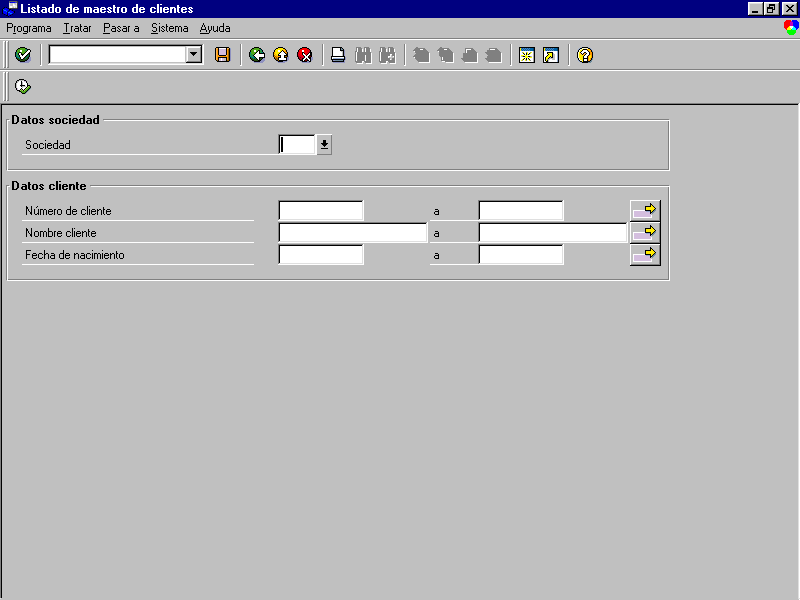 Listado de maestro de clientes
Programa Tratar Pasar a Sistema Ayuda
Datos sociedad
Sociedad
Datos cliente
Número de cliente a
Nombre cliente a
Fecha de nacimiento a